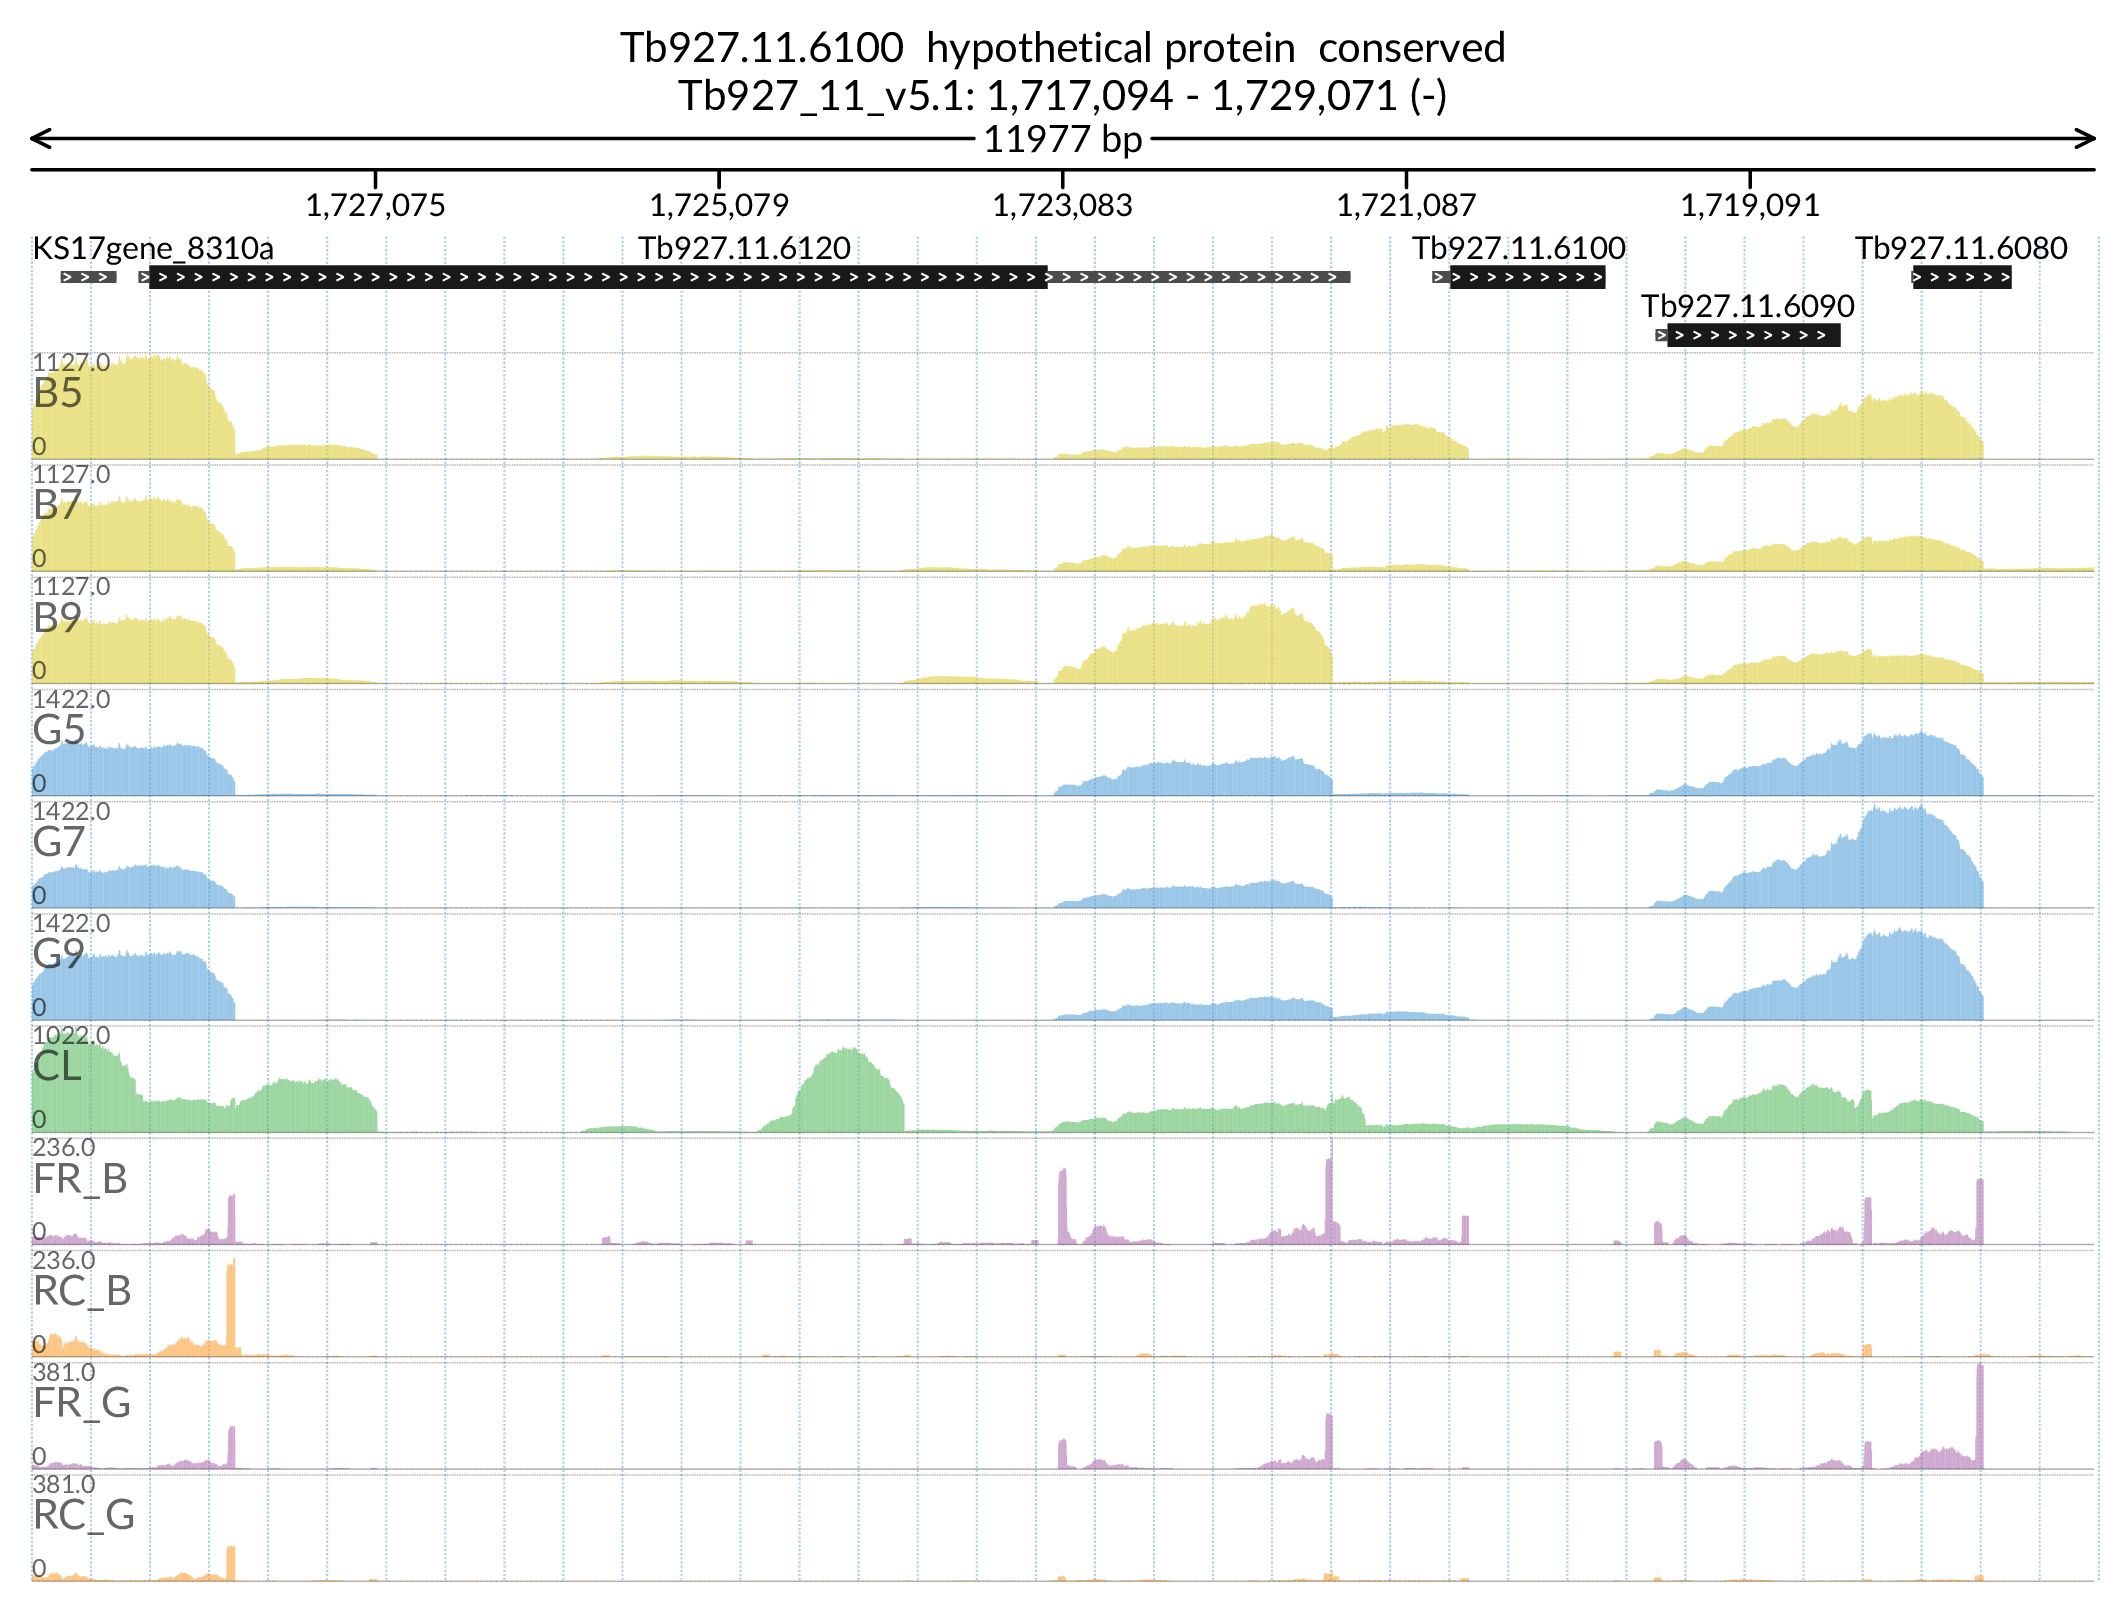 Tb927.11.6100  hypothetical protein  conserved
Tb927_11_v5.1: 1,717,094 - 1,729,071 (-)
11977 bp
1,727,075 1,725,079 1,723,083 1,721,087 1,719,091
KS17gene_8310a Tb927.11.6120 Tb927.11.6100 Tb927.11.6080
Tb927.11.6090
1127.0
B5
0
1127.0
B7
0
1127.0
B9
0
1422.0
G5
0
1422.0
G7
0
1422.0
G9
0
1022.0
CL
0
236.0
FR_B
0
236.0
RC_B
0
381.0
FR_G
0
381.0
RC_G
0